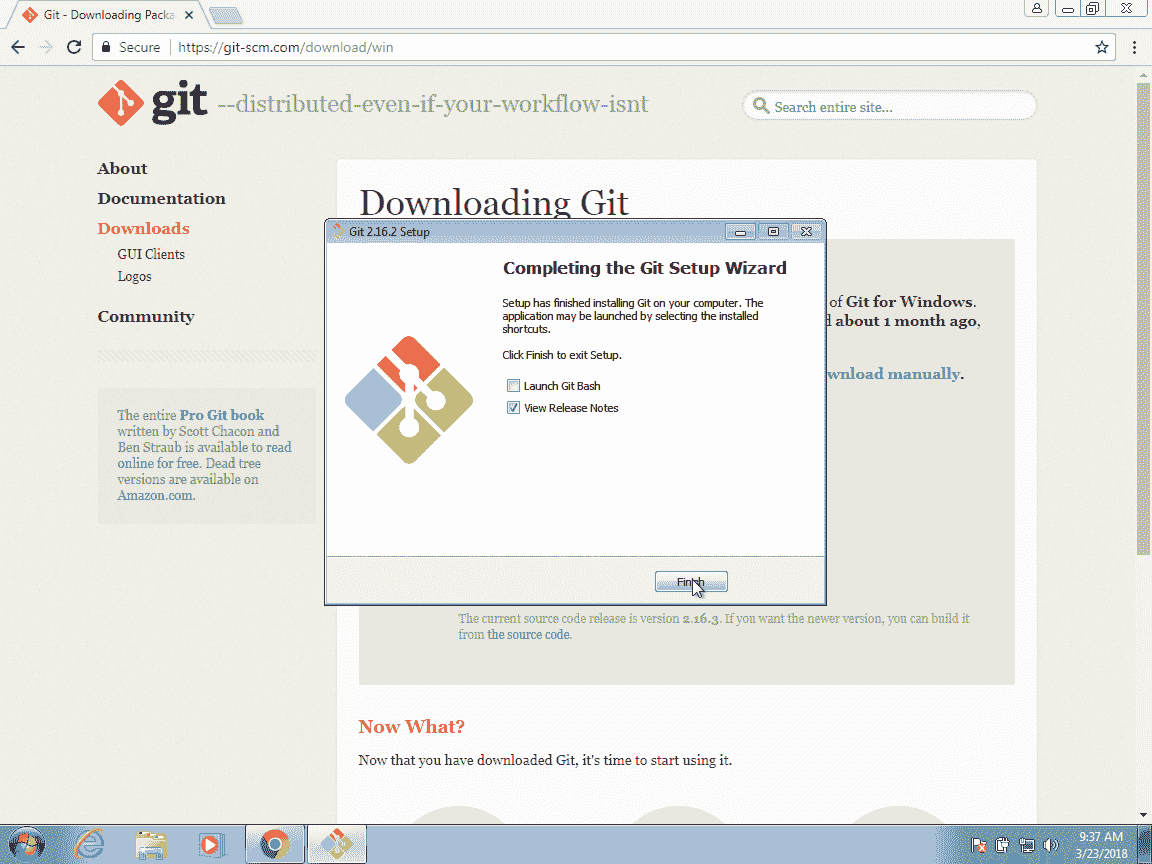 Git - Downloading Packa
Secure
https://git-scm.com/download/win
git
--distributed-even-if-your-workflow-isnt
Search entire site...
About
Documentation
Downloads
GUI Clients
Logos
Community
The entire Pro Git book
written by Scott Chacon and
Ben Straub is available to read
online for free. Dead tree
versions are available on
Amazon.com.
Downloading Git
of Git for Windows.
d about 1 month ago,
wnload manually.
Git 2.16.2 Setup
Completing the Git Setup Wizard
Setup has finished installing Git on your computer. The
application may be launched by selecting the installed
shortcuts.
Click Finish to exit Setup.
Launch Git Bash
View Release Notes
Finish
The current source code release is version 2.16.3. If you want the newer version, you can build it
from the source code.
Now What?
Now that you have downloaded Git, it's time to start using it.
9:37 AM
3/23/2018